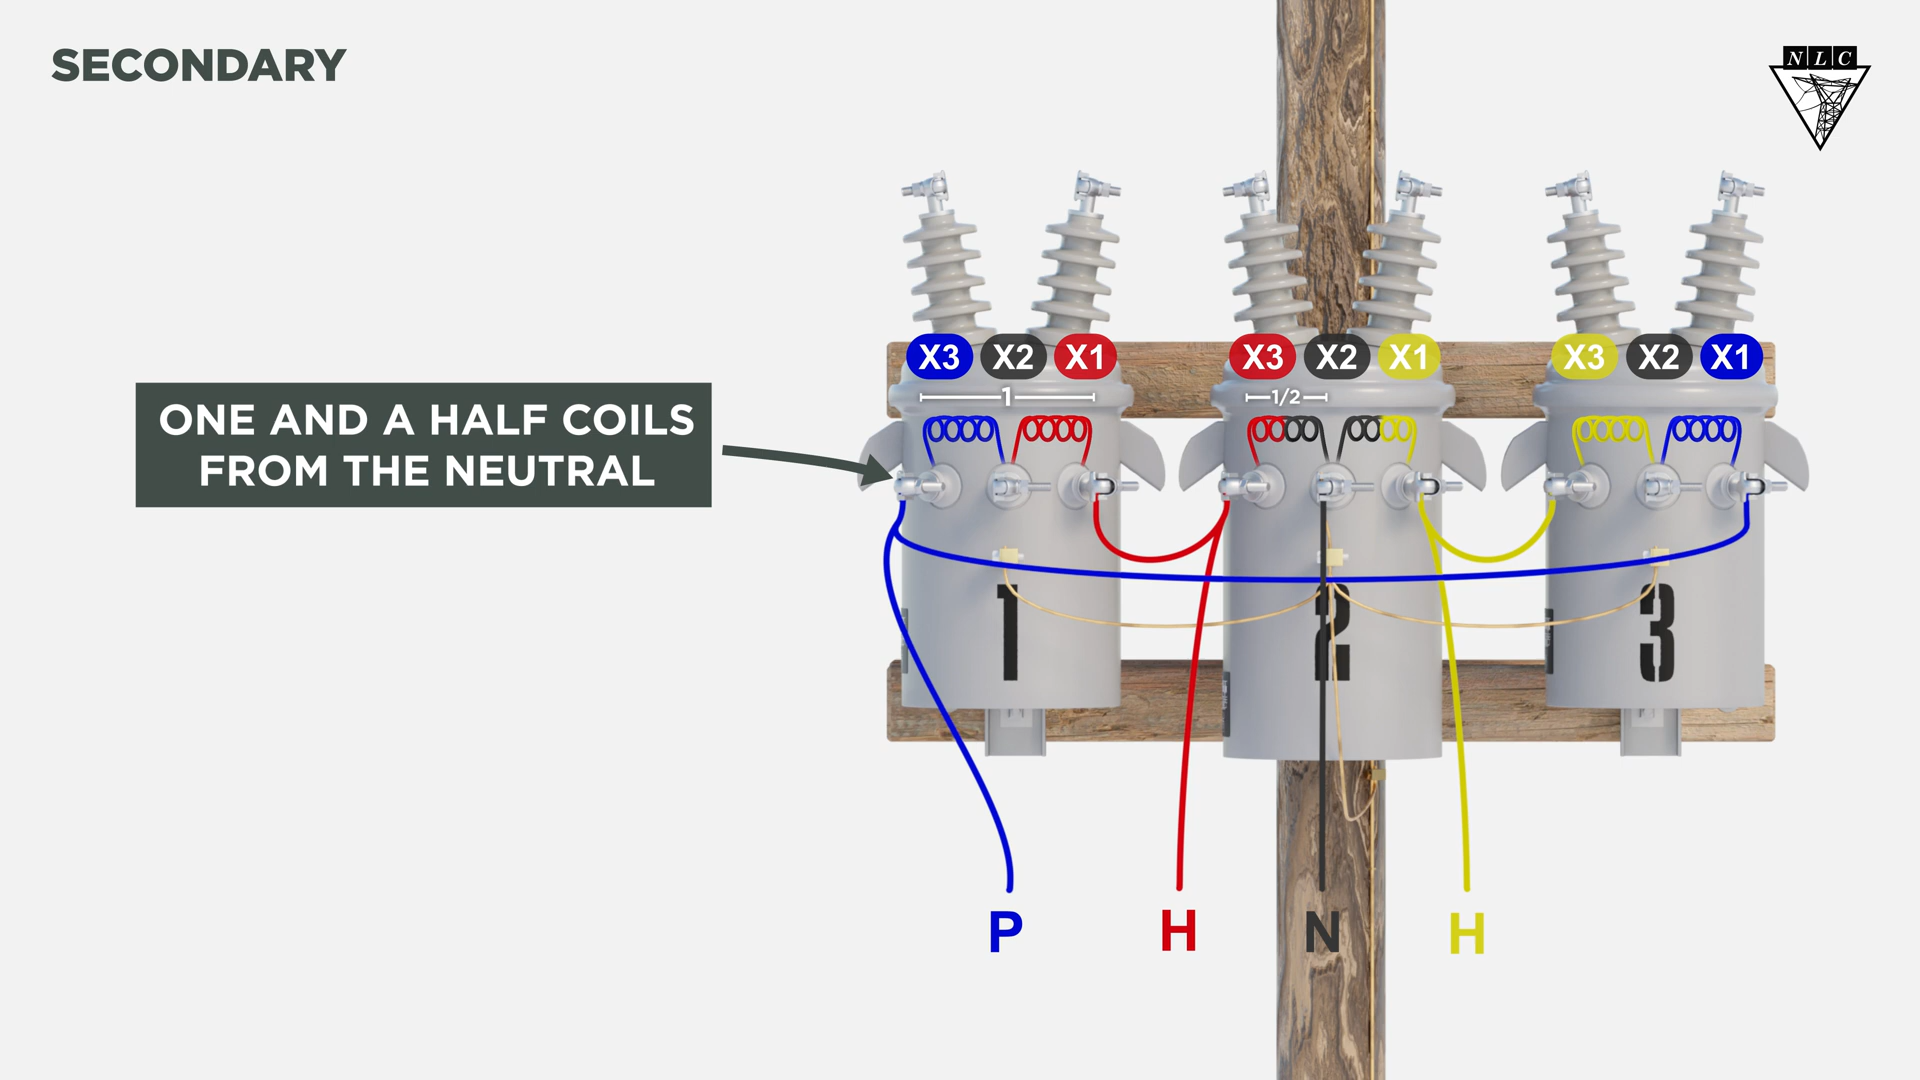 SECONDARY
NLC
X3 X2 X1
X3 X2 X1
X3 X2 X1
1
1/2
ONE AND A HALF COILS
FROM THE NEUTRAL
1
2
3
P
H
N
H